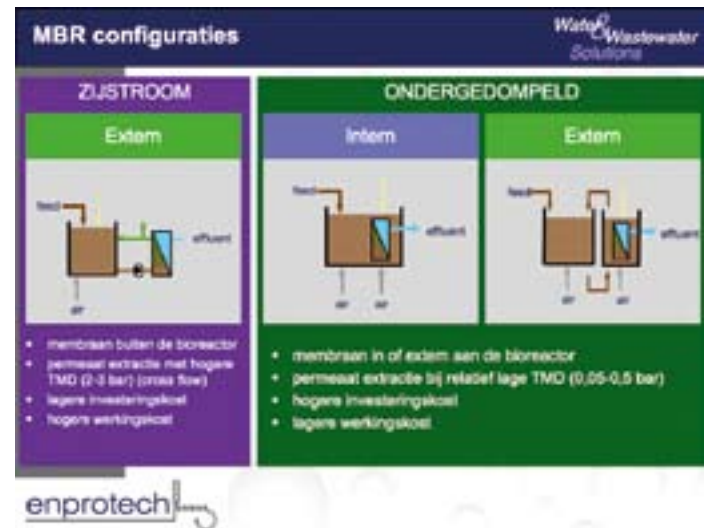 MBR configuraties
Water & Wastewater
Solutions
ZIJSTROOM
Extern
feed
effluent
air
• membraan buiten de bioreactor
• permeaat extractie met hogere
TMD (2-3 bar) (cross flow)
• lagere investeringskost
• hogere werkingskost
ONDERGEDOMPELD
Intern
feed
effluent
air
air
Extern
feed
effluent
air
air
• membraan in of extern aan de bioreactor
• permeaat extractie bij relatief lage TMD (0,05-0,5 bar)
• hogere investeringskost
• lagere werkingskost
enprotech